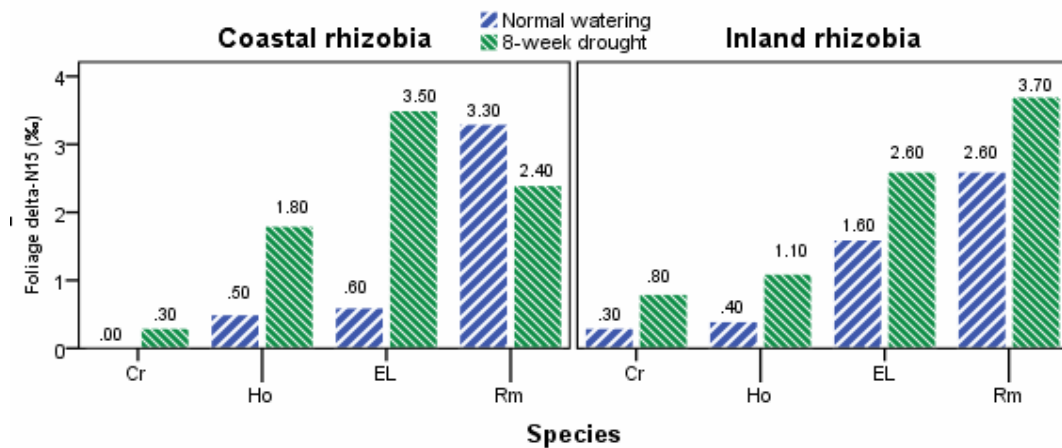 Coastal rhizobia
Normal watering
8-week drought
Inland rhizobia
Foliage delta-N15 (‰)
4
3
2
1
0
.00
.30
.50
1.80
.60
3.50
3.30
2.40
.30
.80
.40
1.10
1.60
2.60
2.60
3.70
Cr
Ho
EL
Rm
Cr
Ho
EL
Rm
Species